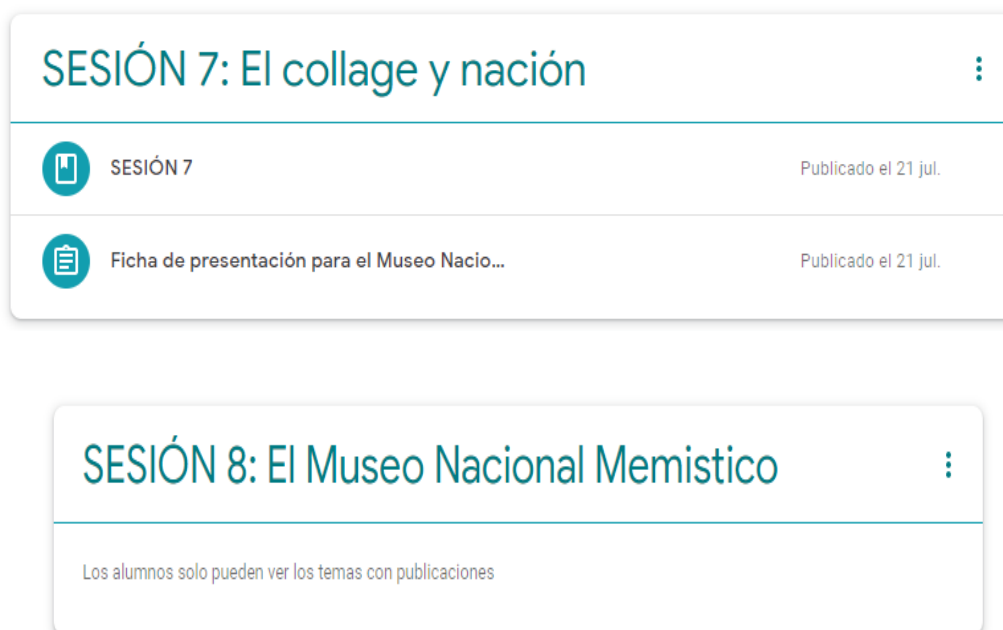 SESIÓN 7: El collage y nación
SESIÓN 7
Publicado el 21 jul.
Ficha de presentación para el Museo Nacio...
Publicado el 21 jul.
SESIÓN 8: El Museo Nacional Memistico
Los alumnos solo pueden ver los temas con publicaciones